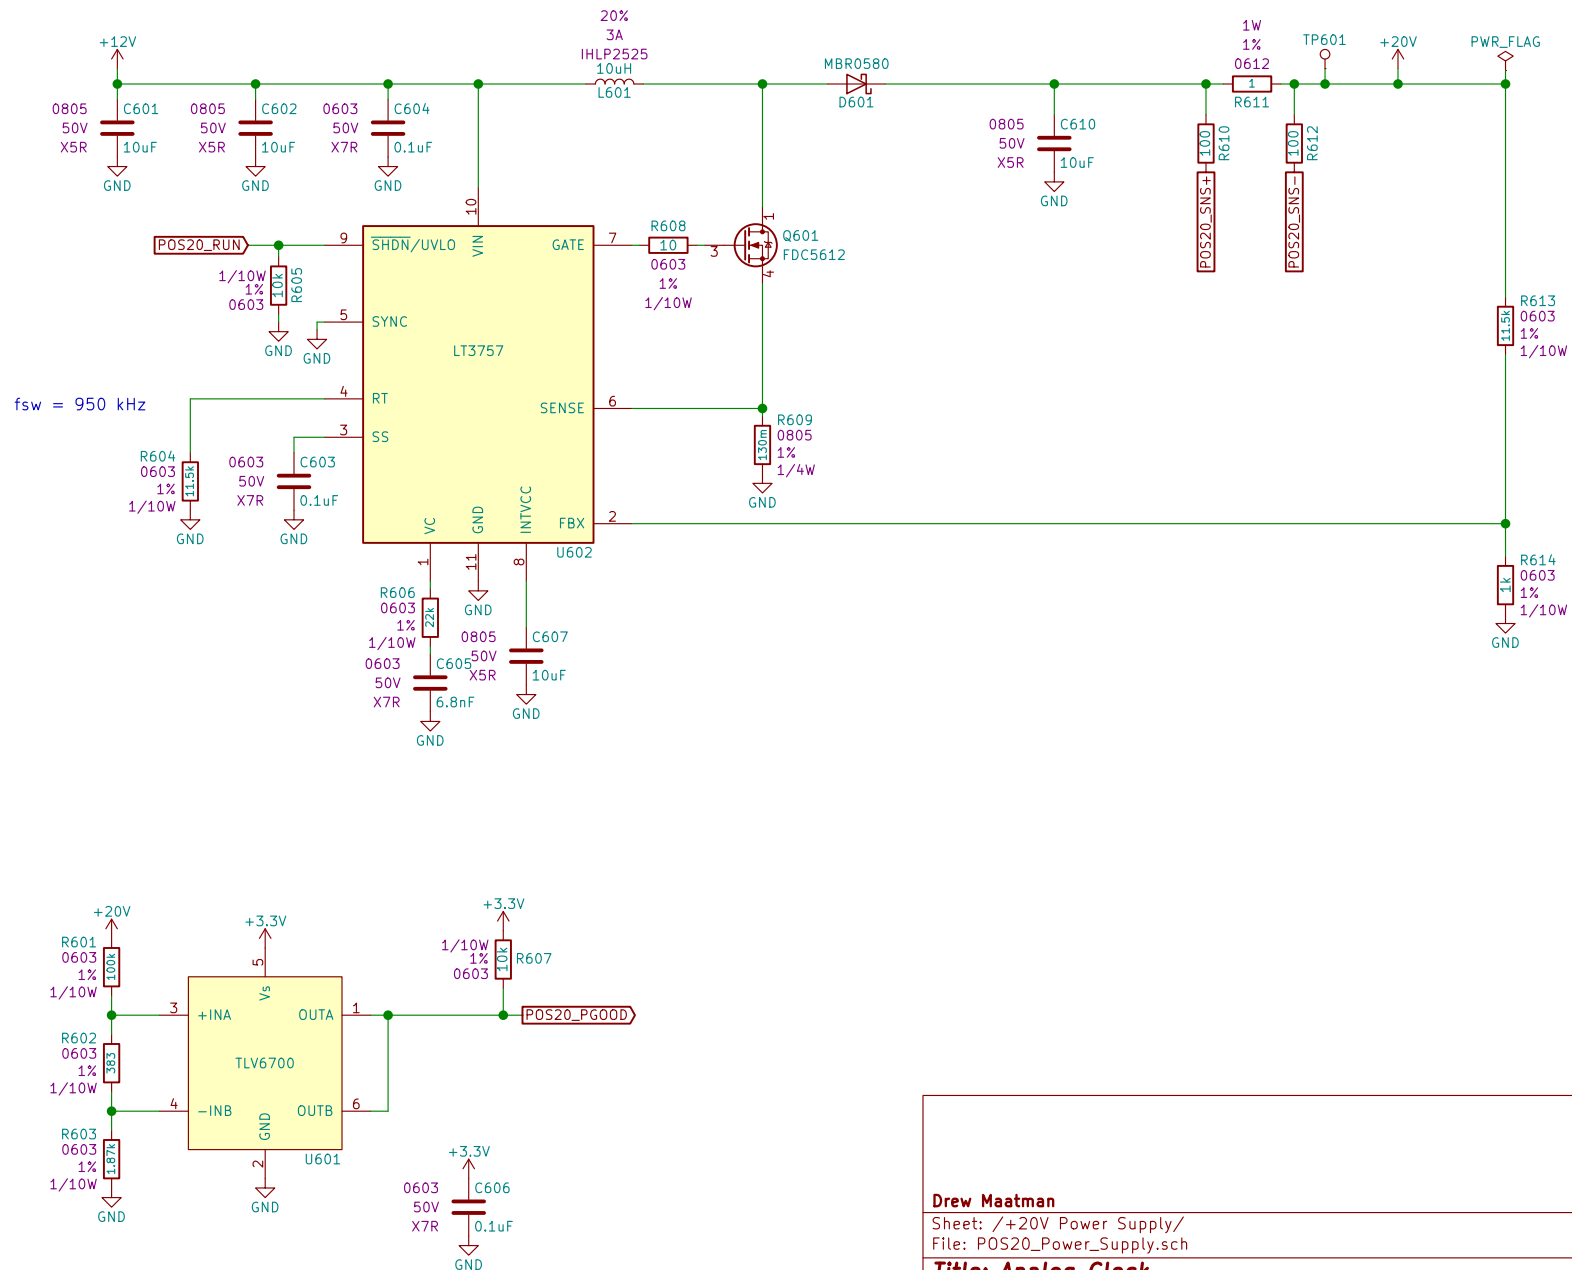 +12V
0805
50V
X5R
C601
10uF
GND
0805
50V
X5R
C602
10uF
GND
0603
50V
X7R
C604
0.1uF
GND
20%
3A
IHLP2525
10uH
L601
MBR0580
D601
0805
50V
X5R
C610
10uF
GND
1W
1%
0612
1
R611
TP601
+20V
PWR_FLAG
100
R610
POS20_SNS+
100
R612
POS20_SNS-
POS20_RUN
1/10W
1%
0603
10k
R605
GND
GND
9
SHDN/UVLO
10
VIN
5
SYNC
LT3757
4
RT
3
SS
GATE
7
SENSE
6
FBX
2
VC
1
GND
11
INTVCC
8
U602
R608
10
0603
1%
1/10W
1
3
4
Q601
FDC5612
R609
0805
1%
1/4W
130m
GND
fsw = 950 kHz
R604
0603
1%
1/10W
11.5k
GND
0603
50V
X7R
C603
0.1uF
GND
R606
0603
1%
1/10W
22k
GND
0603
50V
X7R
C605
6.8nF
GND
0805
50V
X5R
C607
10uF
GND
R613
0603
1%
1/10W
11.5k
R614
0603
1%
1/10W
1k
GND
+20V
R601
0603
1%
1/10W
100k
R602
0603
1%
1/10W
383
R603
0603
1%
1/10W
1.87k
GND
+3.3V
5
Vs
3
+INA
OUTA
1
TLV6700
4
-INB
OUTB
6
GND
2
U601
GND
+3.3V
1/10W
1%
0603
10k
R607
POS20_PGOOD
+3.3V
0603
50V
X7R
C606
0.1uF
GND
Drew Maatman
Sheet: /+20V Power Supply/
File: POS20_Power_Supply.sch
Title: Analog Clock